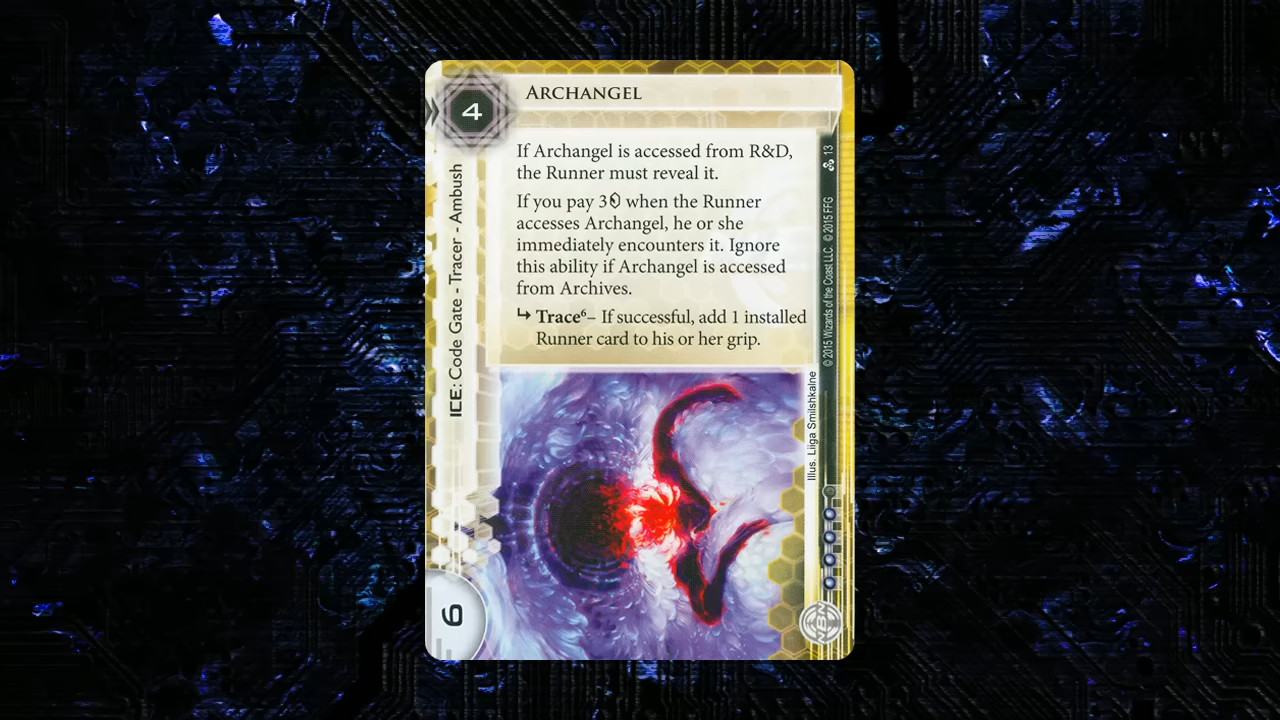 4
ARCHANGEL
ICE: Code Gate - Tracer - Ambush
If Archangel is accessed from R&D,
the Runner must reveal it.
If you pay 3 when the Runner
accesses Archangel, he or she
immediately encounters it. Ignore
this ability if Archangel is accessed
from Archives.
Trace⁶– If successful, add 1 installed
Runner card to his or her grip.
13
© 2015 Wizards of the Coast LLC. © 2015 FFG
Illus. Liiga Smilshkalne
6
NBN